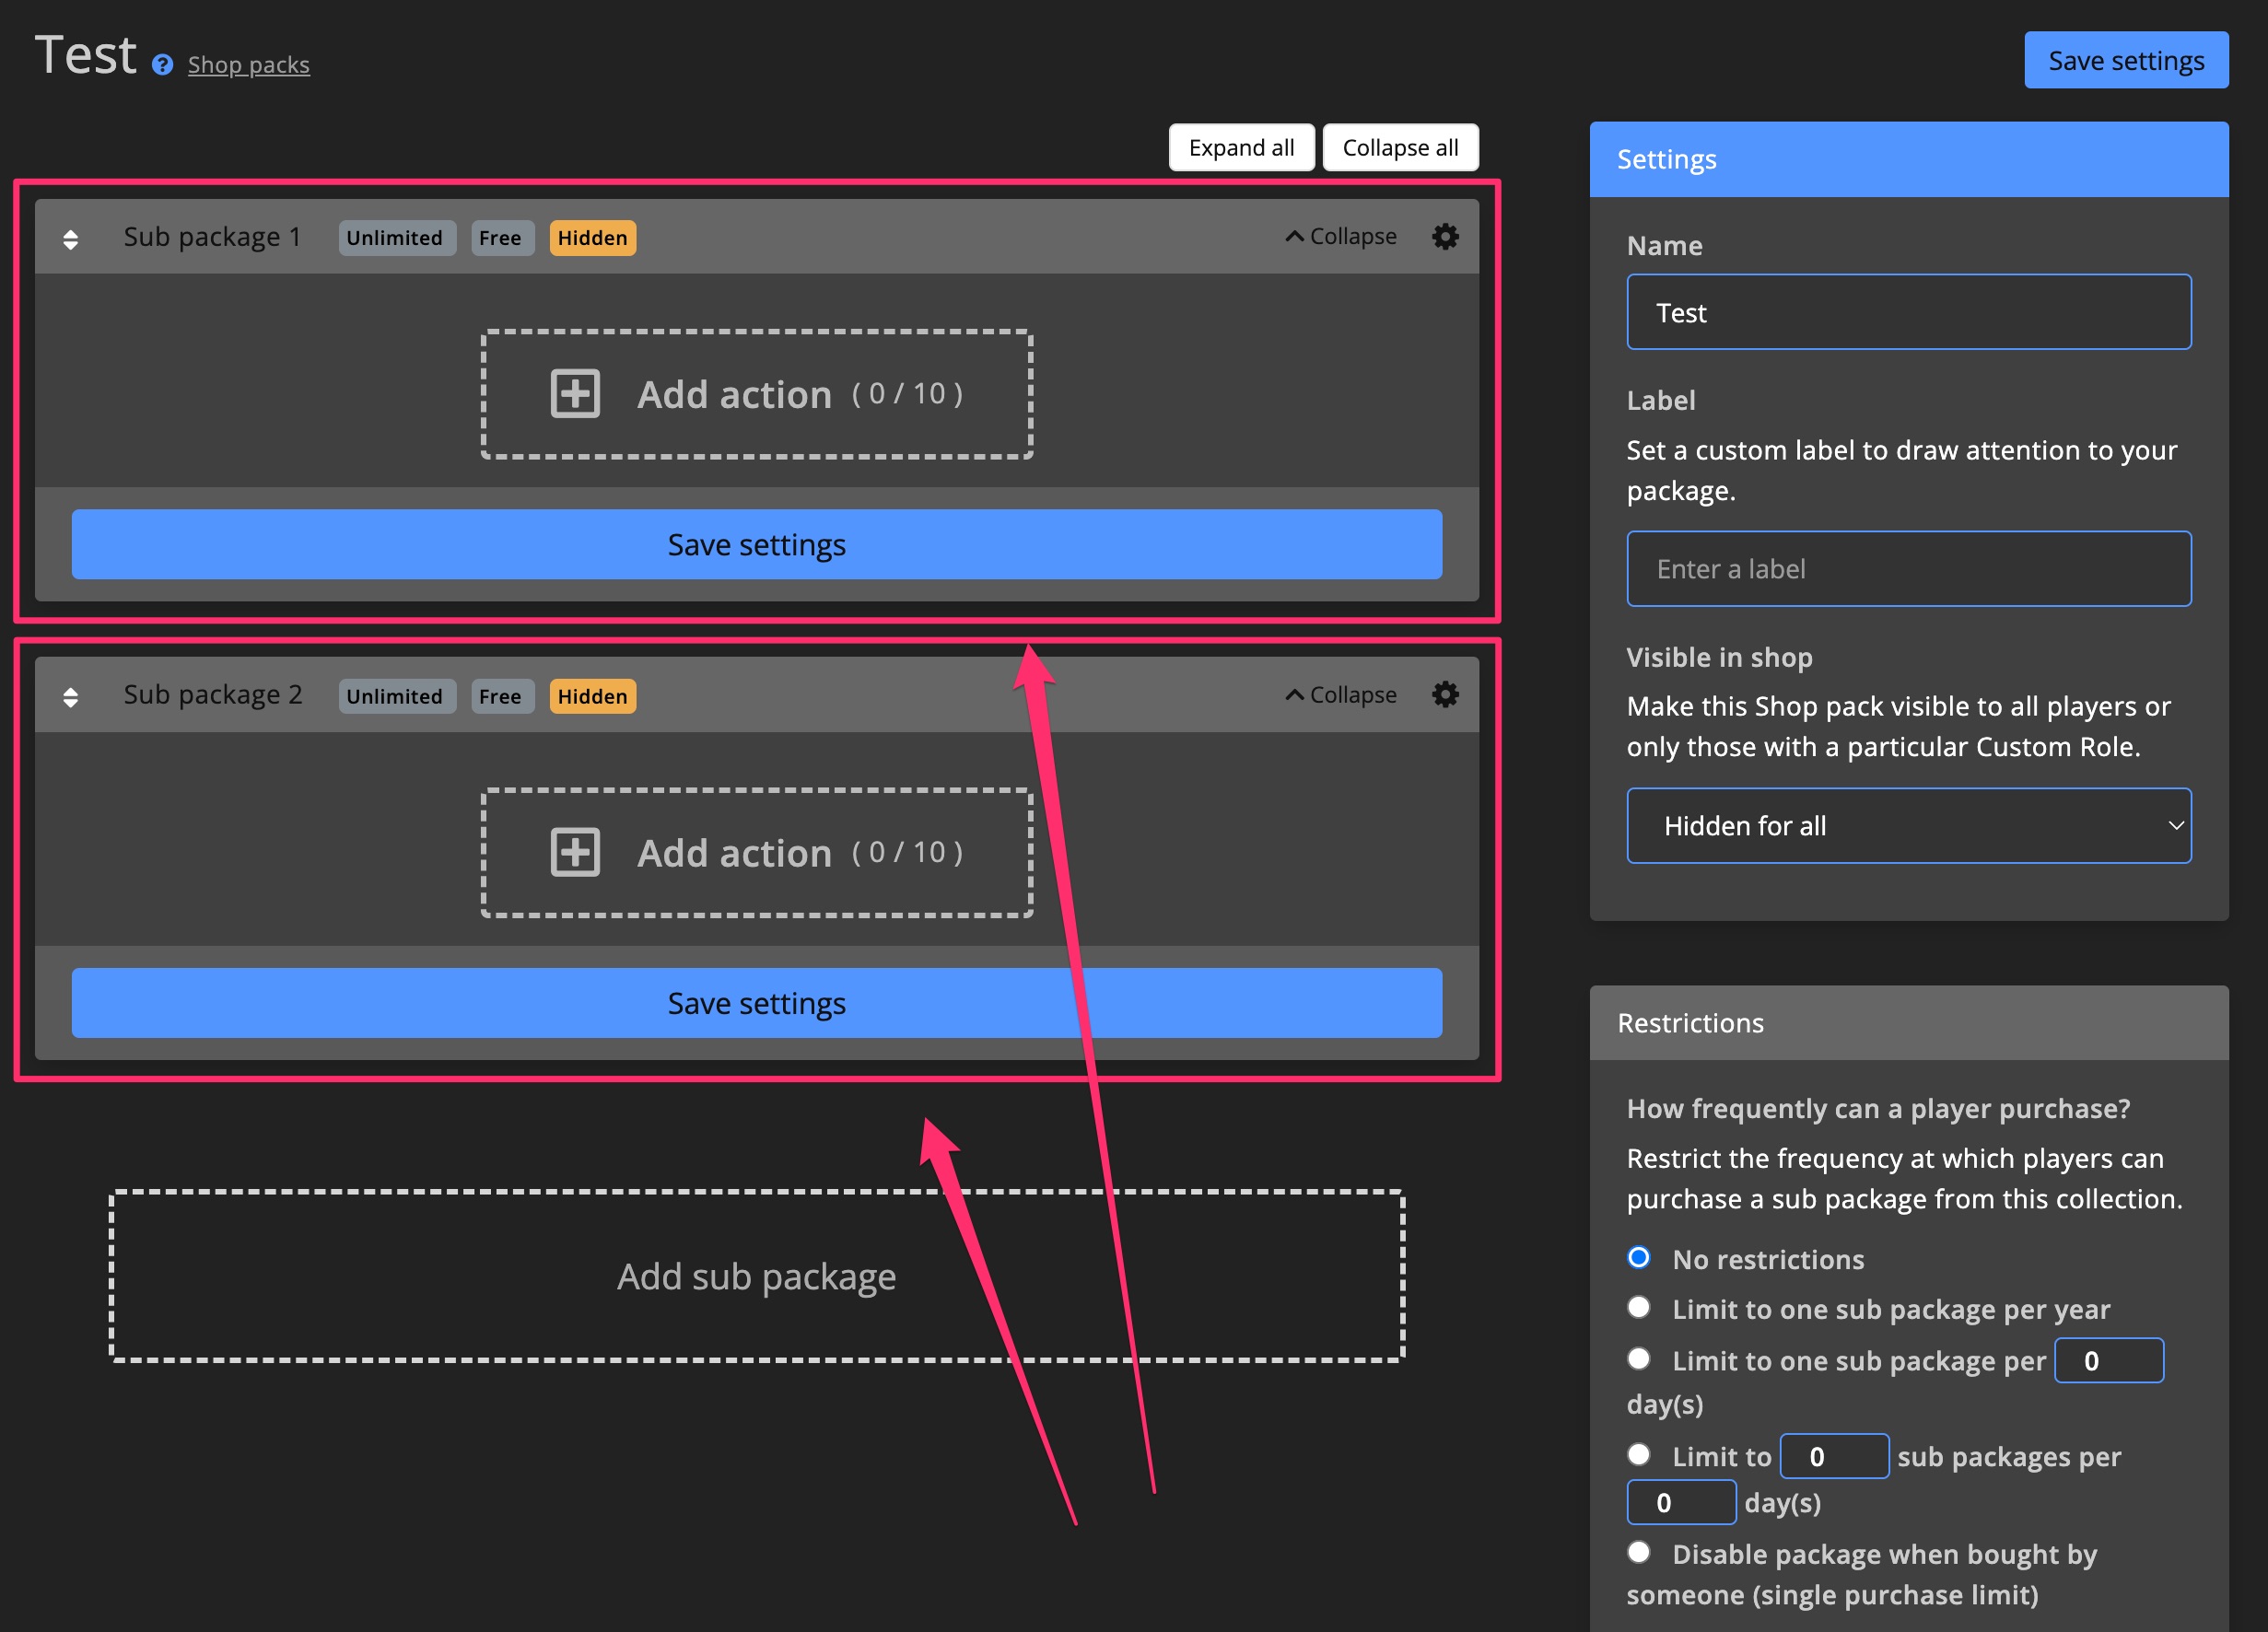 Test
Shop packs
Save settings
Expand all
Collapse all
Sub package 1
Unlimited
Free
Hidden
Collapse
Add action ( 0 / 10 )
Save settings
Sub package 2
Unlimited
Free
Hidden
Collapse
Add action ( 0 / 10 )
Save settings
Add sub package
Settings
Name
Test
Label
Set a custom label to draw attention to your
package.
Enter a label
Visible in shop
Make this Shop pack visible to all players or
only those with a particular Custom Role.
Hidden for all
Restrictions
How frequently can a player purchase?
Restrict the frequency at which players can
purchase a sub package from this collection.
No restrictions
Limit to one sub package per year
Limit to one sub package per 0
day(s)
Limit to 0 sub packages per
0 day(s)
Disable package when bought by
someone (single purchase limit)